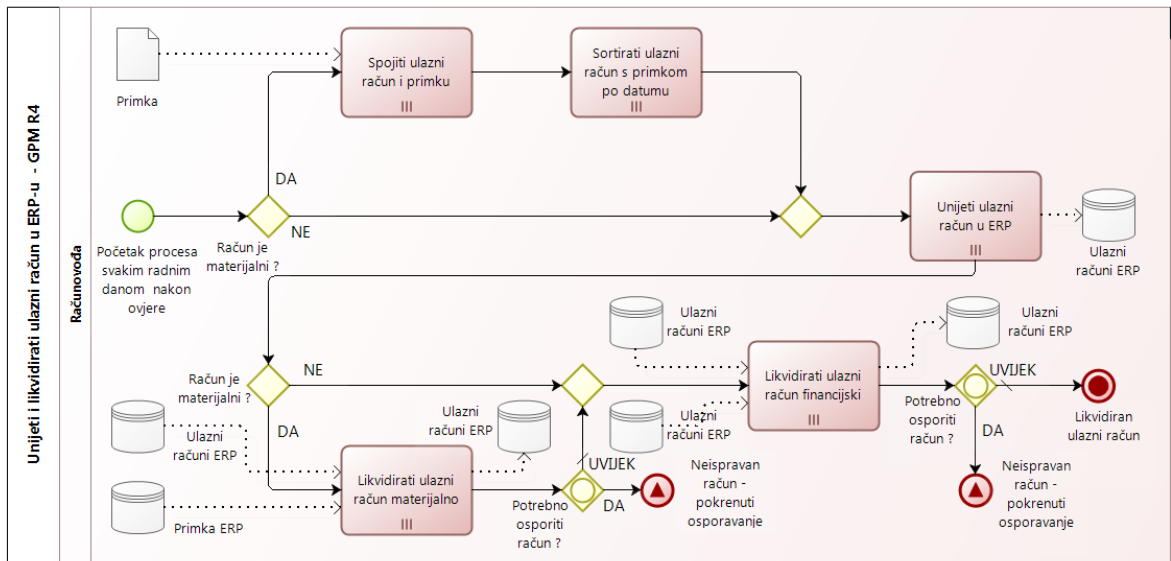 Unijeti i likvidirati ulazni račun u ERP-u - GPM R4
Računovođa
Primka
Spojiti ulazni
račun i primku
Sortirati ulazni
račun s primkom
po datumu
DA
NE
Početak procesa
svakim radnim
danom nakon
ovjere
Račun je
materijalni ?
Unijeti ulazni
račun u ERP
Ulazni
računi ERP
Račun je
materijalni ?
NE
DA
Ulazni
računi ERP
Primka ERP
Likvidirati ulazni
račun materijalno
Ulazni
računi ERP
Potrebno
osporiti
račun ?
UVIJEK
DA
Neispravan
račun -
pokrenuti
osporavanje
Ulazni
računi ERP
Ulazni
računi ERP
Likvidirati ulazni
račun financijski
Ulazni
računi ERP
Potrebno
osporiti
račun ?
UVIJEK
DA
Likvidiran
ulazni račun
Neispravan
račun -
pokrenuti
osporavanje